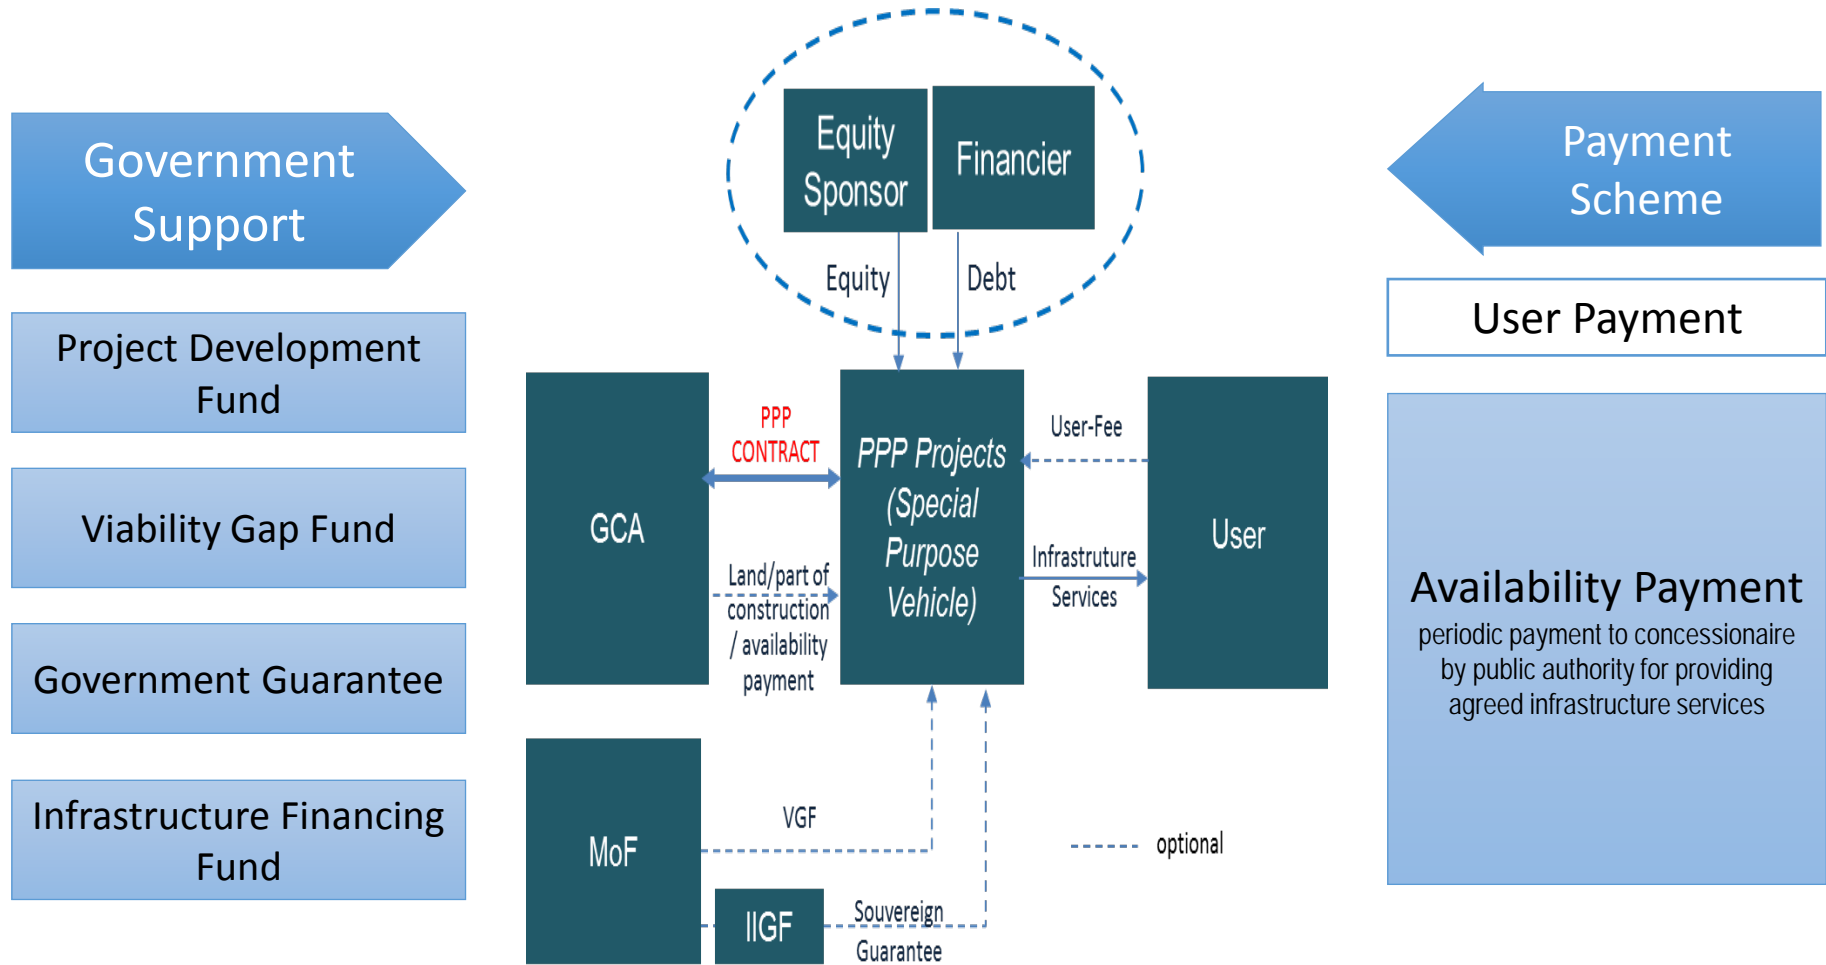 Government
Support
Project Development
Fund
Viability Gap Fund
Government Guarantee
Infrastructure Financing
Fund
Equity
Sponsor
Financier
Equity
Debt
GCA
PPP
CONTRACT
Land/part of
construction
/ availability
payment
PPP Projects
(Special
Purpose
Vehicle)
User-Fee
Infrastruture
Services
User
MoF
VGF
IIGF
Souvereign
Guarantee
optional
Payment
Scheme
User Payment
Availability Payment
periodic payment to concessionaire
by public authority for providing
agreed infrastructure services